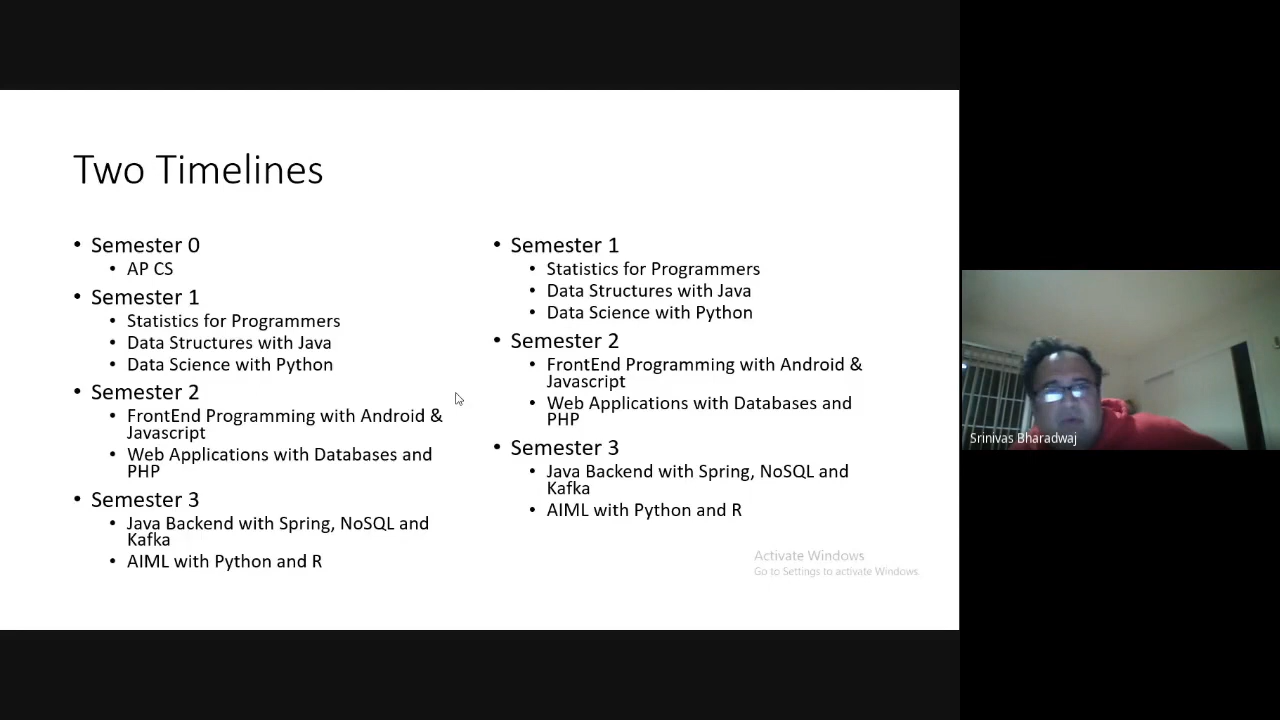 Two Timelines
• Semester 0
• AP CS
• Semester 1
• Statistics for Programmers
• Data Structures with Java
• Data Science with Python
• Semester 2
• FrontEnd Programming with Android &
Javascript
• Web Applications with Databases and
PHP
• Semester 3
• Java Backend with Spring, NoSQL and
Kafka
• AIML with Python and R
• Semester 1
• Statistics for Programmers
• Data Structures with Java
• Data Science with Python
• Semester 2
• FrontEnd Programming with Android &
Javascript
• Web Applications with Databases and
PHP
• Semester 3
• Java Backend with Spring, NoSQL and
Kafka
• AIML with Python and R
Activate Windows
Go to Settings to activate Windows.
Srinivas Bharadwaj